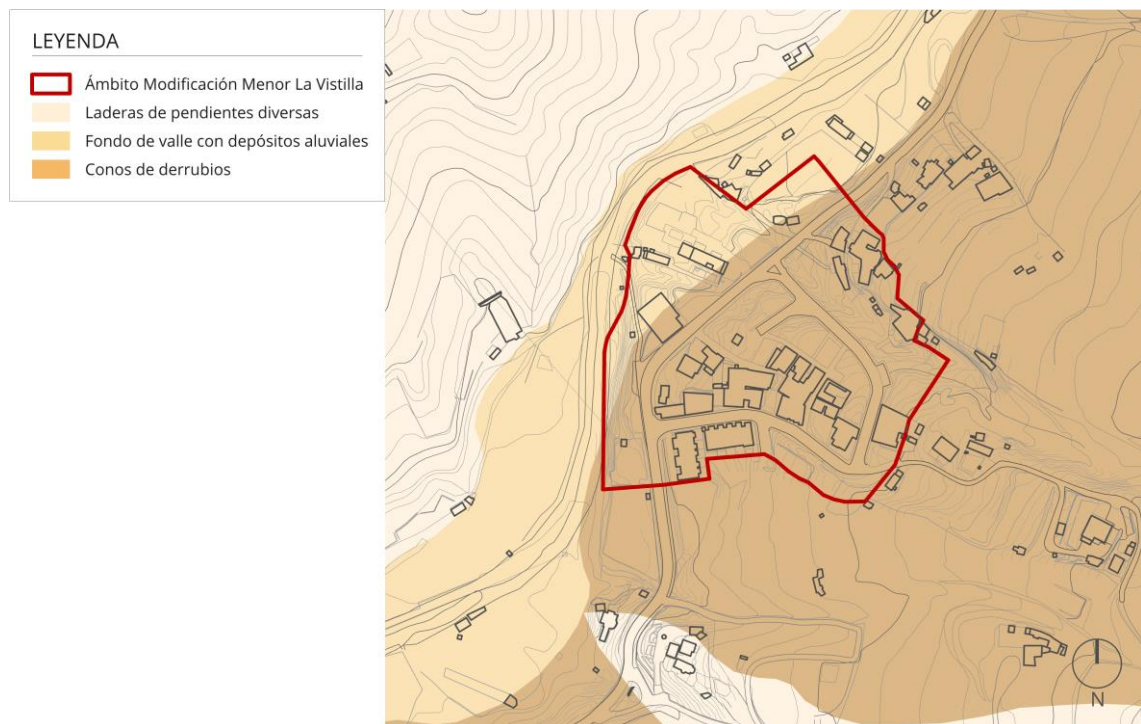 LEYENDA
Ámbito Modificación Menor La Vistilla
Laderas de pendientes diversas
Fondo de valle con depósitos aluviales
Conos de derrubios
N